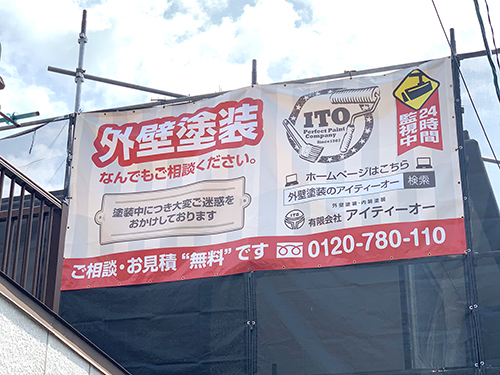 外壁塗装
なんでもご相談ください。
塗装中につき大変ご迷惑を
おかけしております
ITO
Perfect Paint
Company
Since1967
24時間
監視中
ホームページはこちら
外壁塗装のアイティーオー 検索
外壁塗装・内装塗装
有限会社 アイティーオー
ご相談・お見積“無料”です 0120-780-110